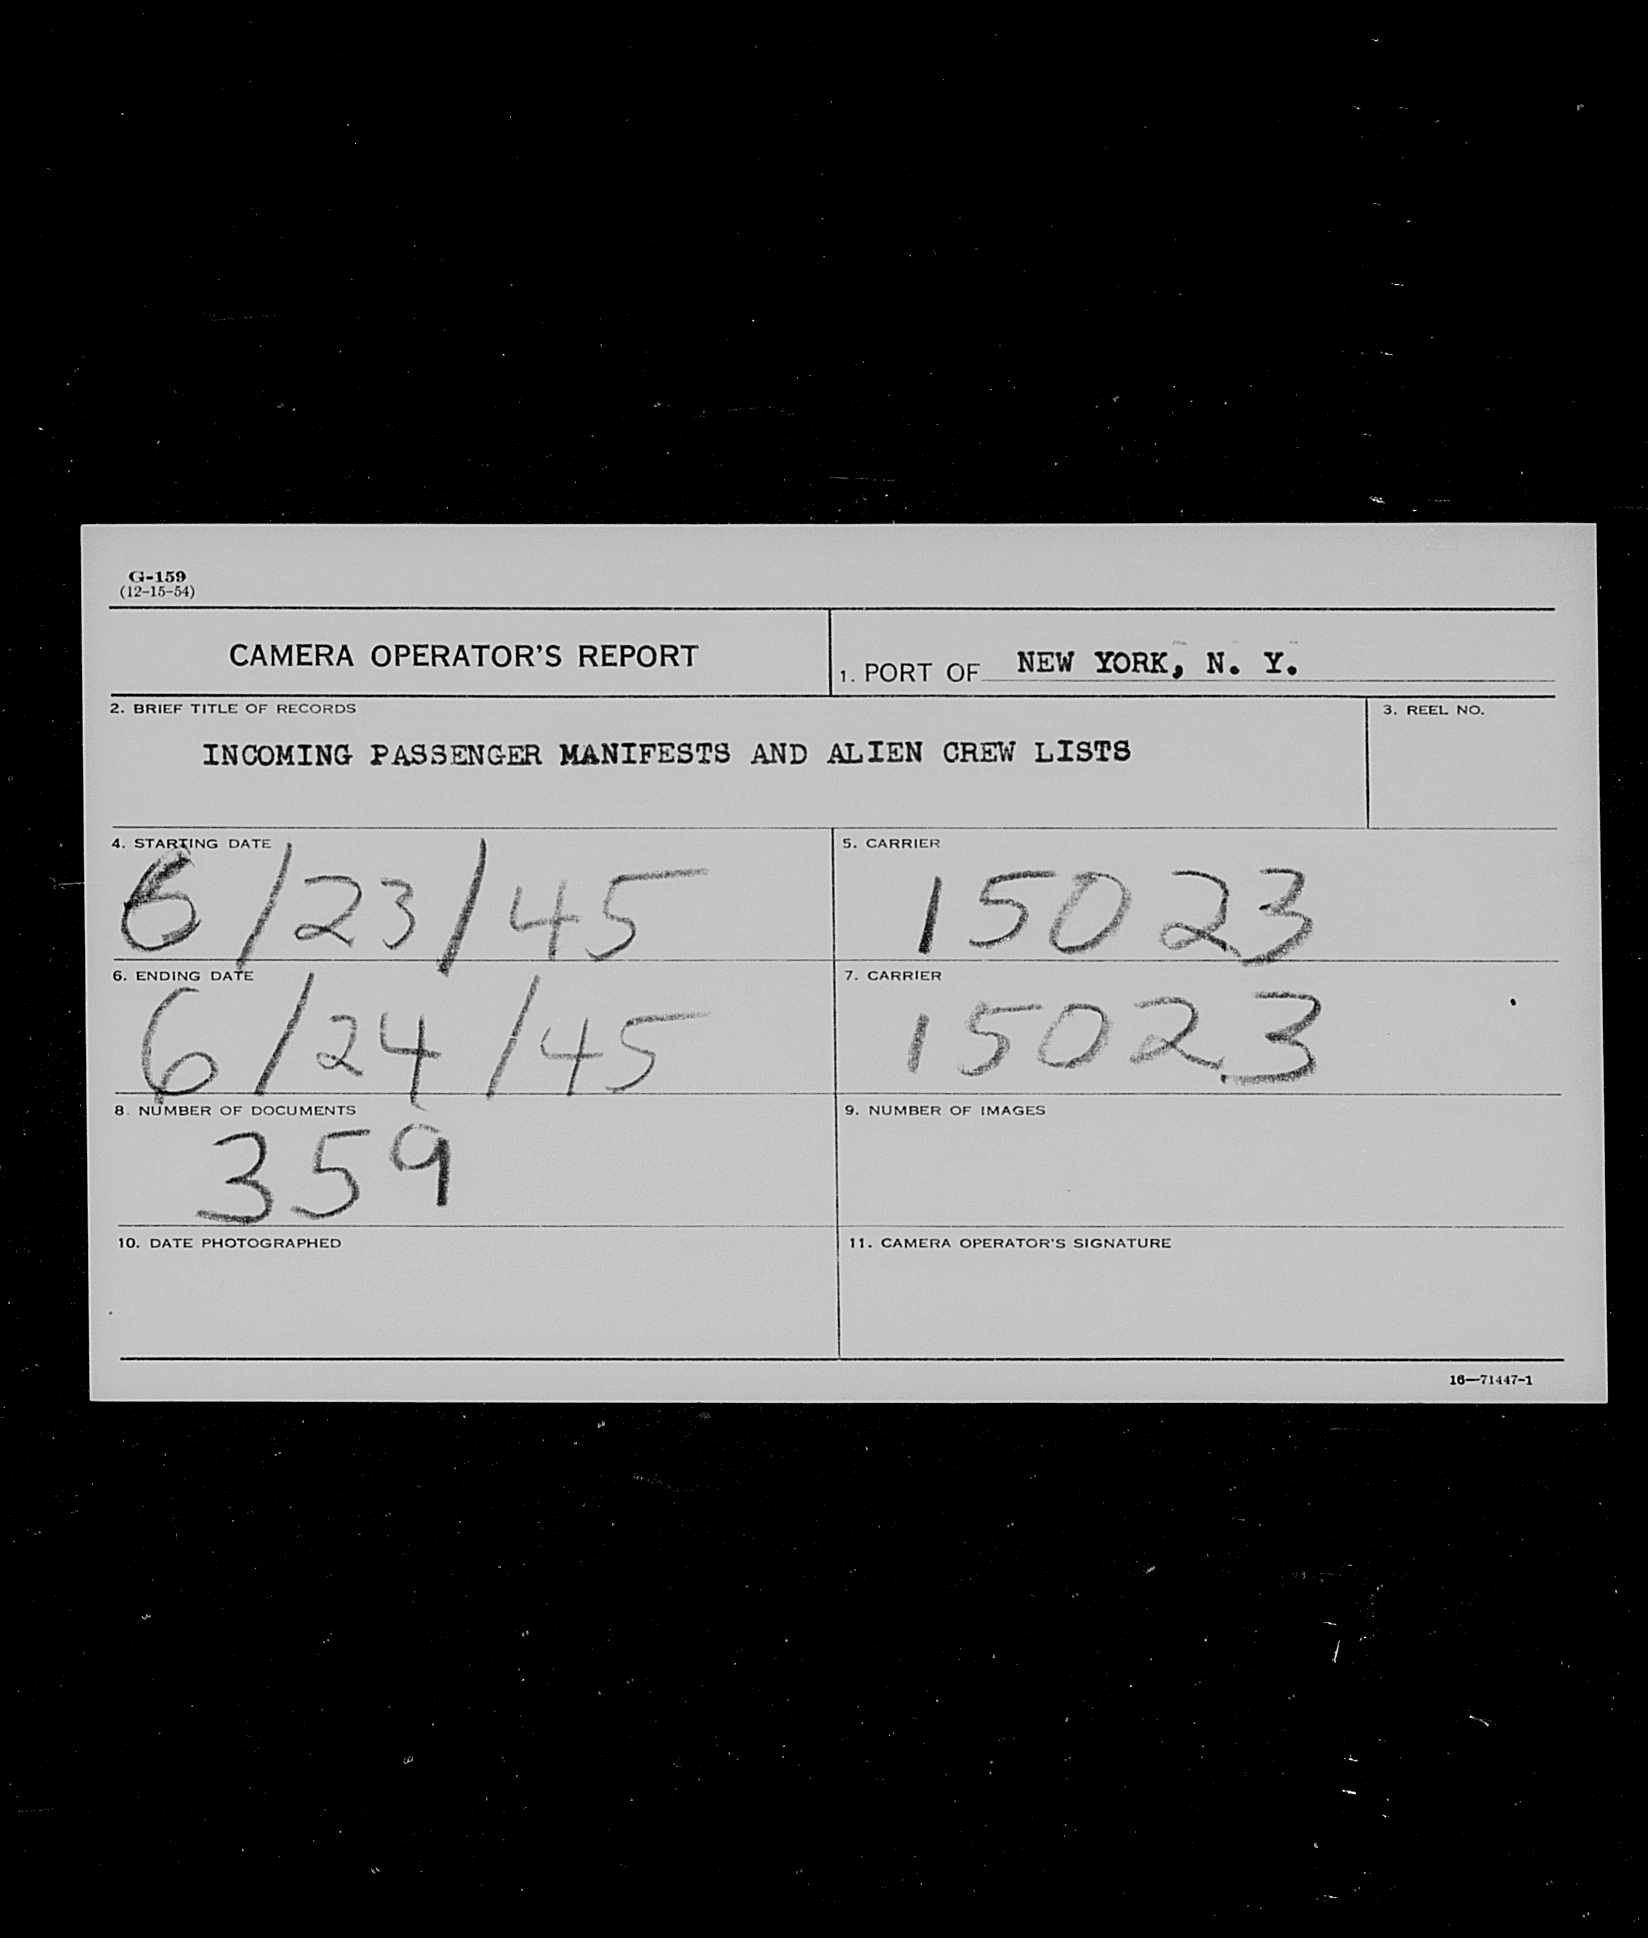 G-159
(12-15-54)
CAMERA OPERATOR'S REPORT
1. PORT OF NEW YORK, N. Y.
2. BRIEF TITLE OF RECORDS
INCOMING PASSENGER MANIFESTS AND ALIEN CREW LISTS
3. REEL NO.
4. STARTING DATE
6/23/45
5. CARRIER
15023
6. ENDING DATE
6/24/45
7. CARRIER
15023
8. NUMBER OF DOCUMENTS
359
9. NUMBER OF IMAGES
10. DATE PHOTOGRAPHED
11. CAMERA OPERATOR'S SIGNATURE
16—71447-1